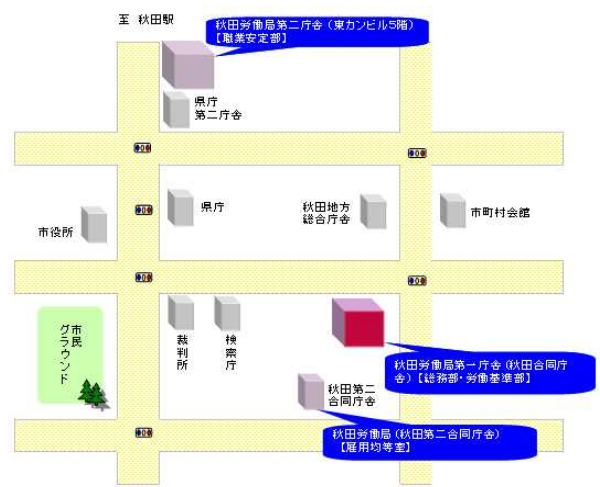 至 秋田駅
秋田労働局第二庁舎 (東カンビル5階)
【職業安定部】
県庁
第二庁舎
県庁
秋田地方
総合庁舎
市町村会館
市役所
市民
グラウンド
裁判所
検察庁
秋田労働局第一庁舎 (秋田合同庁
舎)【総務部・労働基準部】
秋田第二
合同庁舎
秋田労働局 (秋田第二合同庁舎)
【雇用均等室】